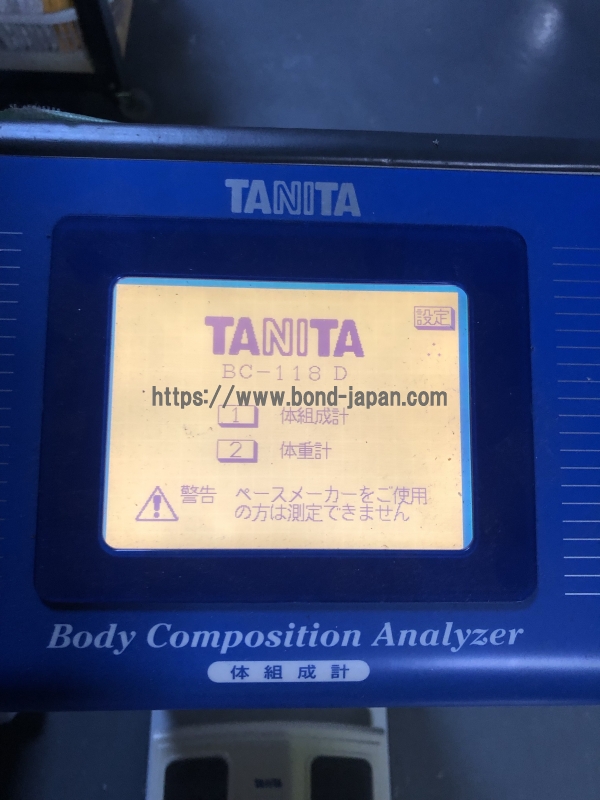 TANITA
設定
TANITA
BC-118 D
https://www.bond-japan.com
1 体組成計
2 体重計
警告 ペースメーカーをご使用
の方は測定できません
Body Composition Analyzer
体組成計
TANITA